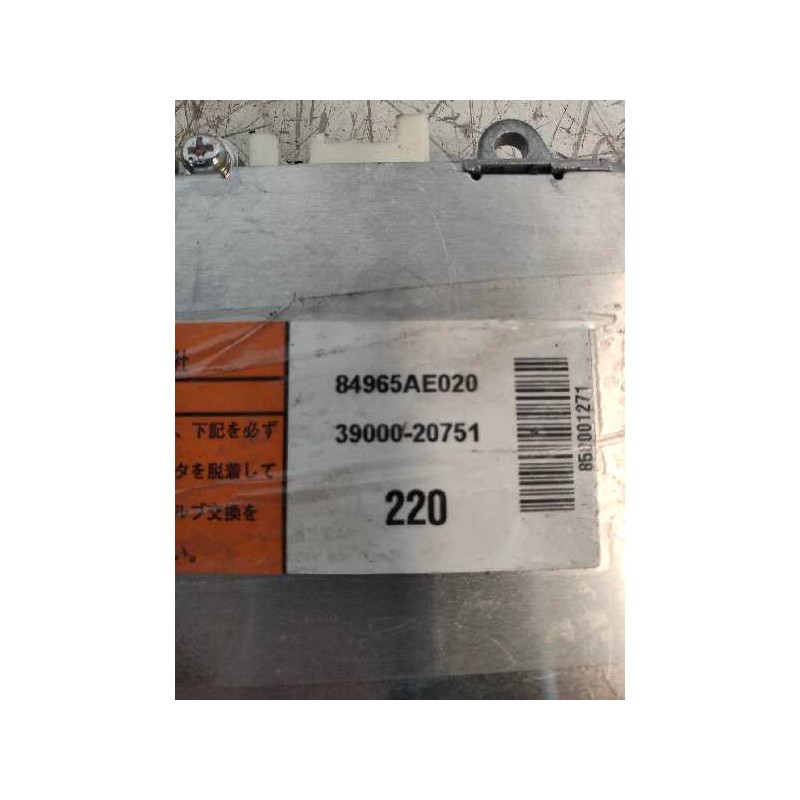 計
、下記を必ず
タを脱着して
ルブ交換を
い。
84965AE020
39000-20751
220